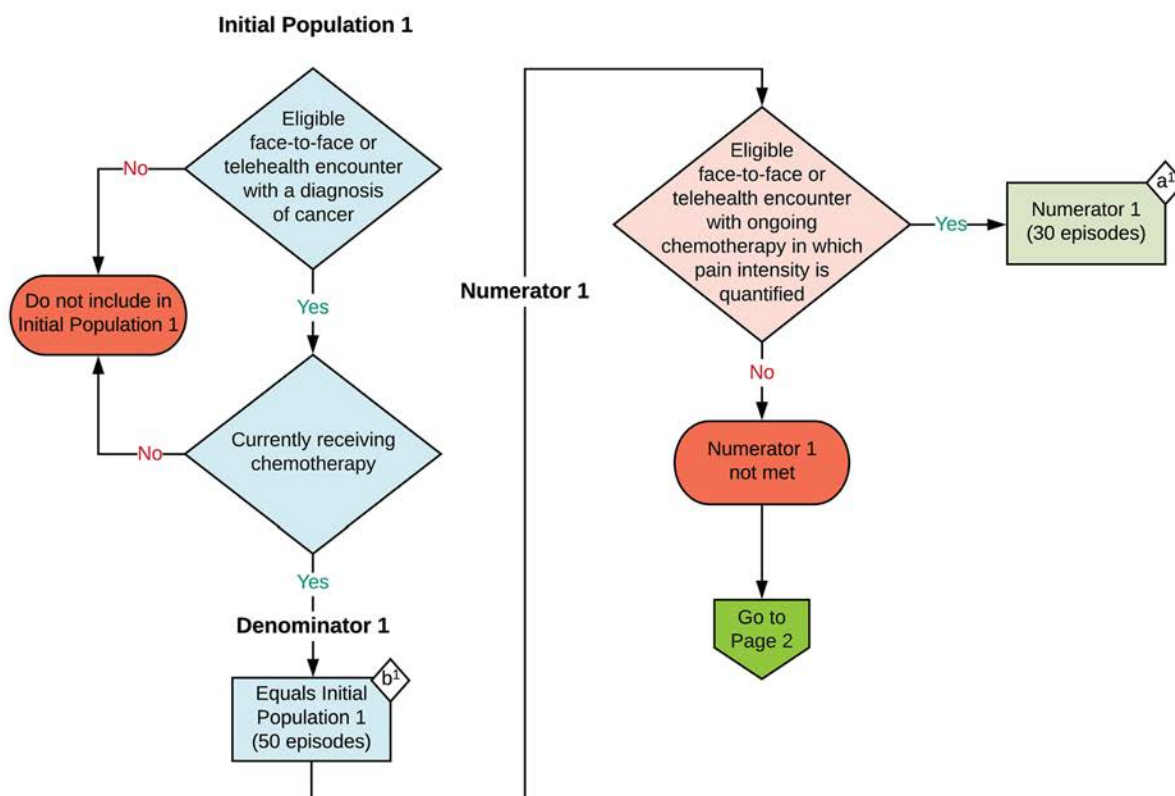 Initial Population 1
Eligible
face-to-face or
telehealth encounter
with a diagnosis
of cancer
No
Do not include in
Initial Population 1
Yes
No
Currently receiving
chemotherapy
Yes
Denominator 1
b¹
Equals Initial
Population 1
(50 episodes)
Numerator 1
Eligible
face-to-face or
telehealth encounter
with ongoing
chemotherapy in which
pain intensity is
quantified
Yes
a¹
Numerator 1
(30 episodes)
No
Numerator 1
not met
Go to
Page 2